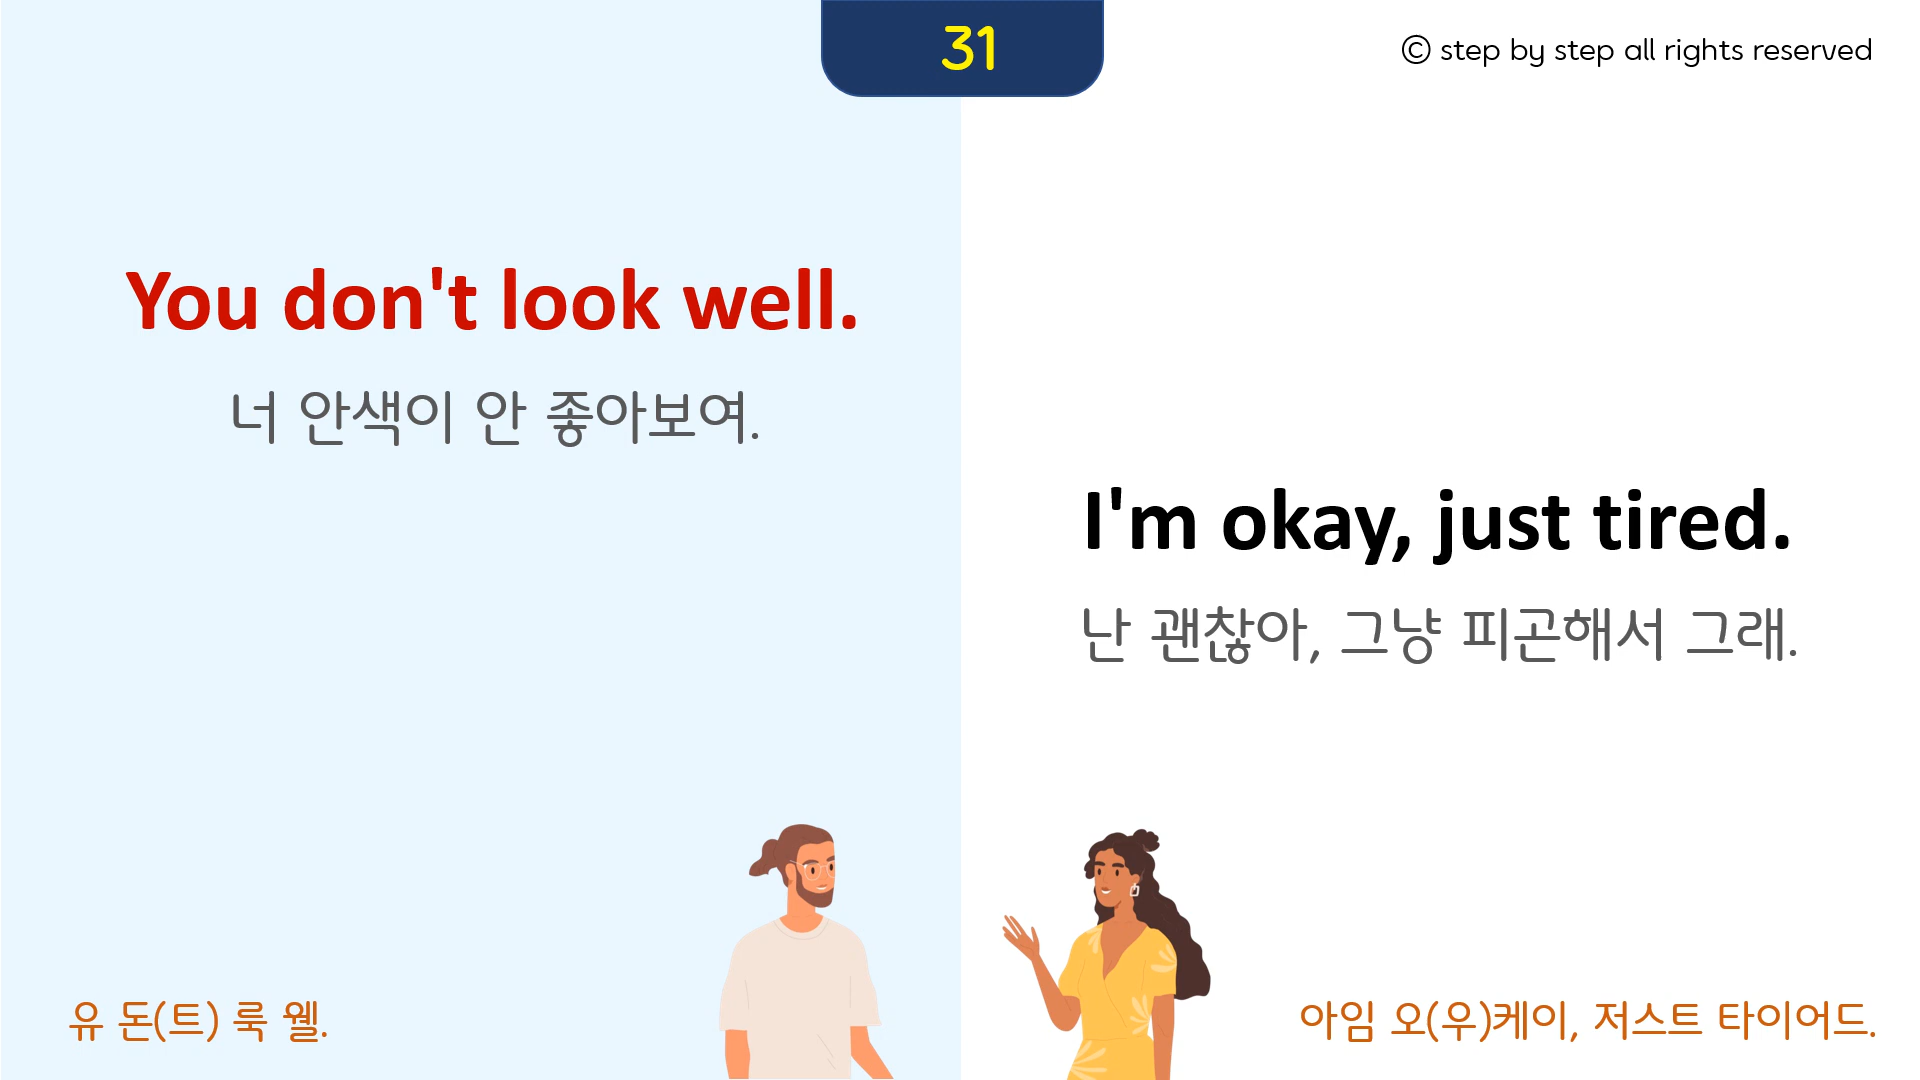 31
© step by step all rights reserved
You don't look well.
너 안색이 안 좋아보여.
I'm okay, just tired.
난 괜찮아, 그냥 피곤해서 그래.
유 돈(트) 룩 웰.
아임 오(우)케이, 저스트 타이어드.